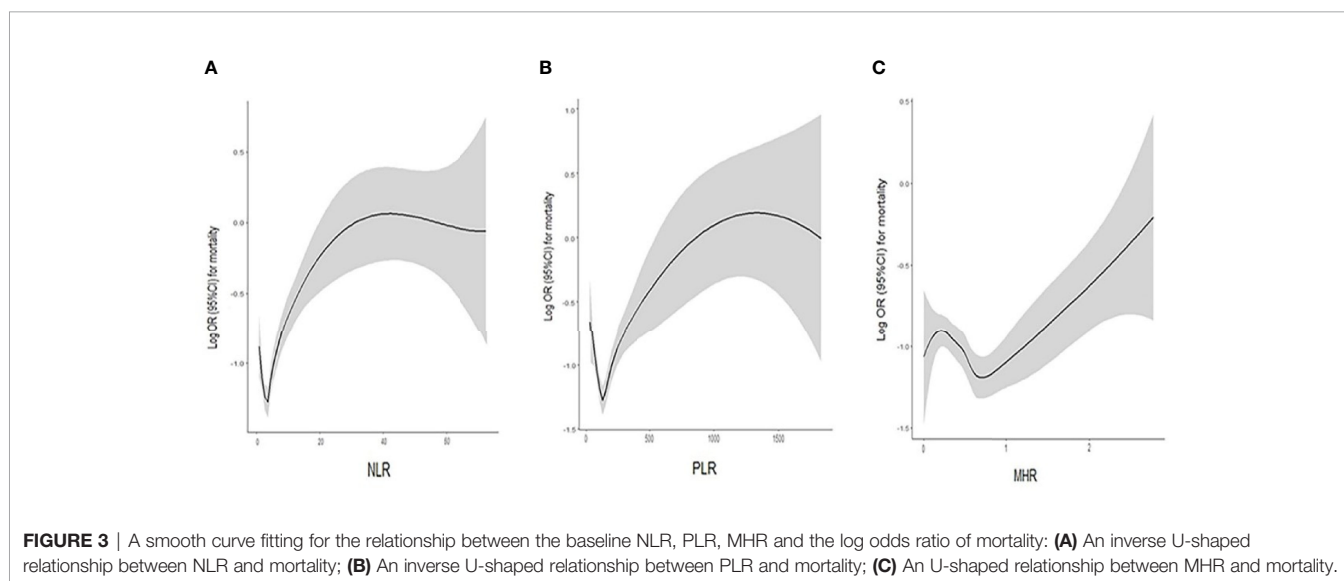 A
B
C
Log OR (95%CI) for mortality
0.5
0.0
-0.5
-1.0
0
20
40
60
NLR
Log OR (95%CI) for mortality
1.0
0.5
0.0
-0.5
-1.0
-1.5
0
500
1000
1500
PLR
Log OR (95%CI) for mortality
0.5
0.0
-0.5
-1.0
-1.5
0
1
2
MHR
FIGURE 3 | A smooth curve fitting for the relationship between the baseline NLR, PLR, MHR and the log odds ratio of mortality: (A) An inverse U-shaped
relationship between NLR and mortality; (B) An inverse U-shaped relationship between PLR and mortality; (C) An U-shaped relationship between MHR and mortality.